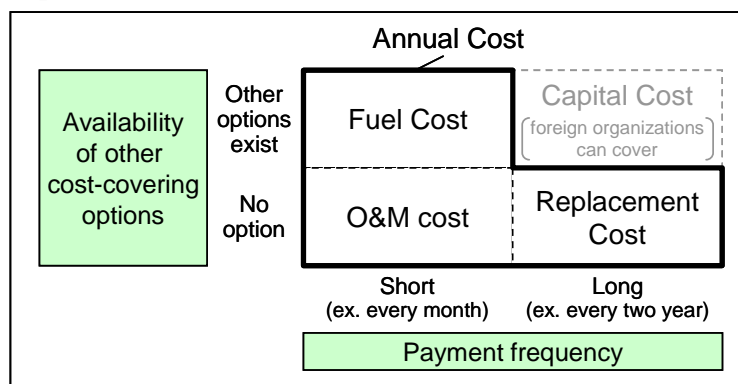 Annual Cost
Availability
of other
cost-covering
options
Other
options
exist
Fuel Cost
Capital Cost
foreign organizations
can cover
No
option
O&M cost
Replacement
Cost
Short
(ex. every month)
Long
(ex. every two year)
Payment frequency